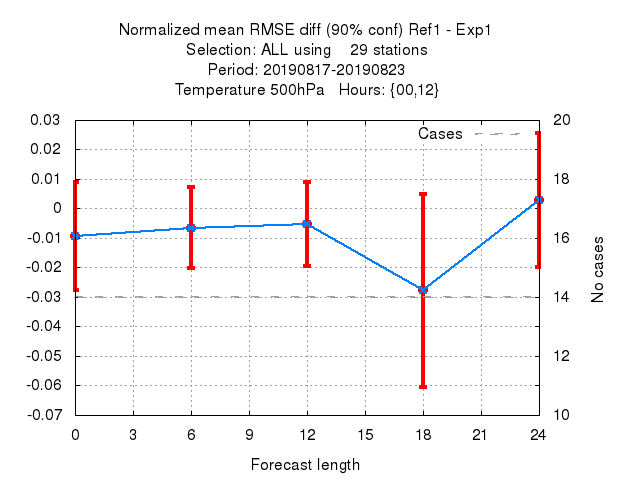 Normalized mean RMSE diff (90% conf) Ref1 - Exp1
Selection: ALL using    29 stations
Period: 20190817-20190823
Temperature 500hPa   Hours: {00,12}
0.03
0.02
0.01
0
-0.01
-0.02
-0.03
-0.04
-0.05
-0.06
-0.07
Cases
20
18
16
14
12
10
No cases
0 3 6 9 12 15 18 21 24
Forecast length